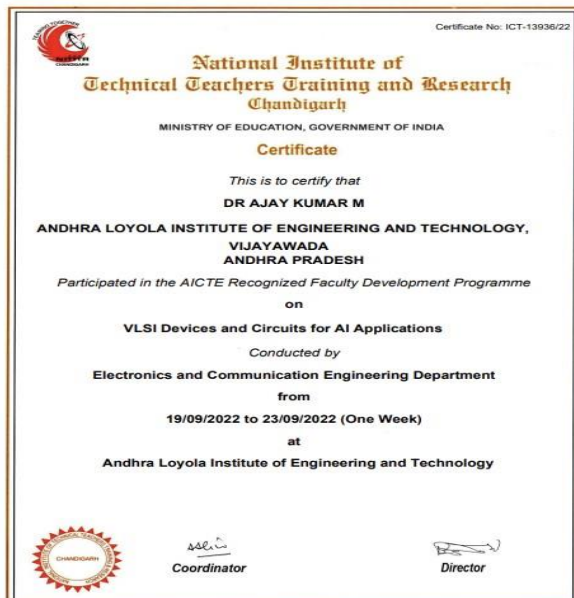 Certificate No: ICT-13936/22
National Institute of
Technical Teachers Training and Research
Chandigarh
MINISTRY OF EDUCATION, GOVERNMENT OF INDIA
Certificate
This is to certify that
DR AJAY KUMAR M
ANDHRA LOYOLA INSTITUTE OF ENGINEERING AND TECHNOLOGY,
VIJAYAWADA
ANDHRA PRADESH
Participated in the AICTE Recognized Faculty Development Programme
on
VLSI Devices and Circuits for AI Applications
Conducted by
Electronics and Communication Engineering Department
from
19/09/2022 to 23/09/2022 (One Week)
at
Andhra Loyola Institute of Engineering and Technology
CHANDIGARH
Coordinator
Director